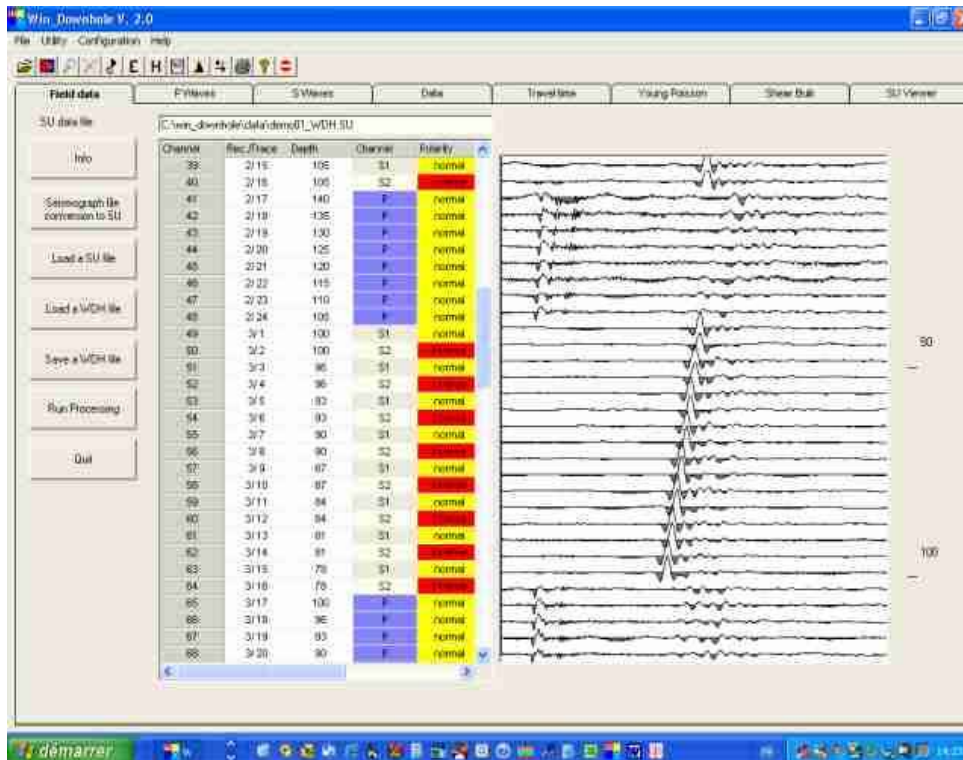 Win_Downhole V. 2.0
File Utility Configuration Help
Field data P Waves S Waves Data Travel time Young Poisson Shear Bulk SU Viewer
SU data file C:\win_downhole\data\demo01_WDH.SU
Info
Seismograph file
conversion to SU
Load a SU file
Load a WDH file
Save a WDH file
Run Processing
Quit
Channel Rec./Trace Depth Channel Polarity
39 2/15 105 S1 normal
40 2/16 105 S2
41 2/17 140 P normal
42 2/18 135 P normal
43 2/19 130 P normal
44 2/20 125 P normal
45 2/21 120 P normal
46 2/22 115 P normal
47 2/23 110 P normal
48 2/24 105 P normal
49 3/1 100 S1 normal
50 3/2 100 S2
51 3/3 96 S1 normal
52 3/4 96 S2
53 3/5 93 S1 normal
54 3/6 93 S2
55 3/7 90 S1 normal
56 3/8 90 S2
57 3/9 87 S1 normal
58 3/10 87 S2
59 3/11 84 S1 normal
60 3/12 84 S2
61 3/13 81 S1 normal
62 3/14 81 S2
63 3/15 78 S1 normal
64 3/16 78 S2
65 3/17 100 P normal
66 3/18 96 P normal
67 3/19 93 P normal
68 3/20 90 P normal
90
100
démarrer